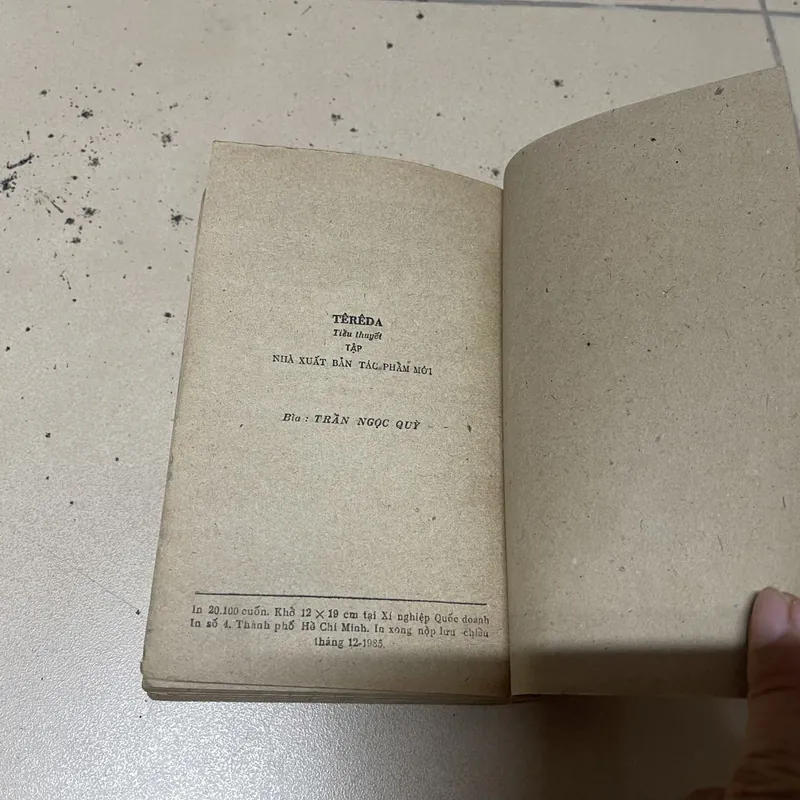 TÊRÊDA
Tiểu thuyết
TẬP
NHÀ XUẤT BẢN TÁC PHẨM MỚI
Bìa : TRẦN NGỌC QUỲ
In 20.100 cuốn. Khổ 12 × 19 cm tại Xí nghiệp Quốc doanh
In số 4. Thành phố Hồ Chí Minh. In xong nộp lưu chiểu
tháng 12-1985.